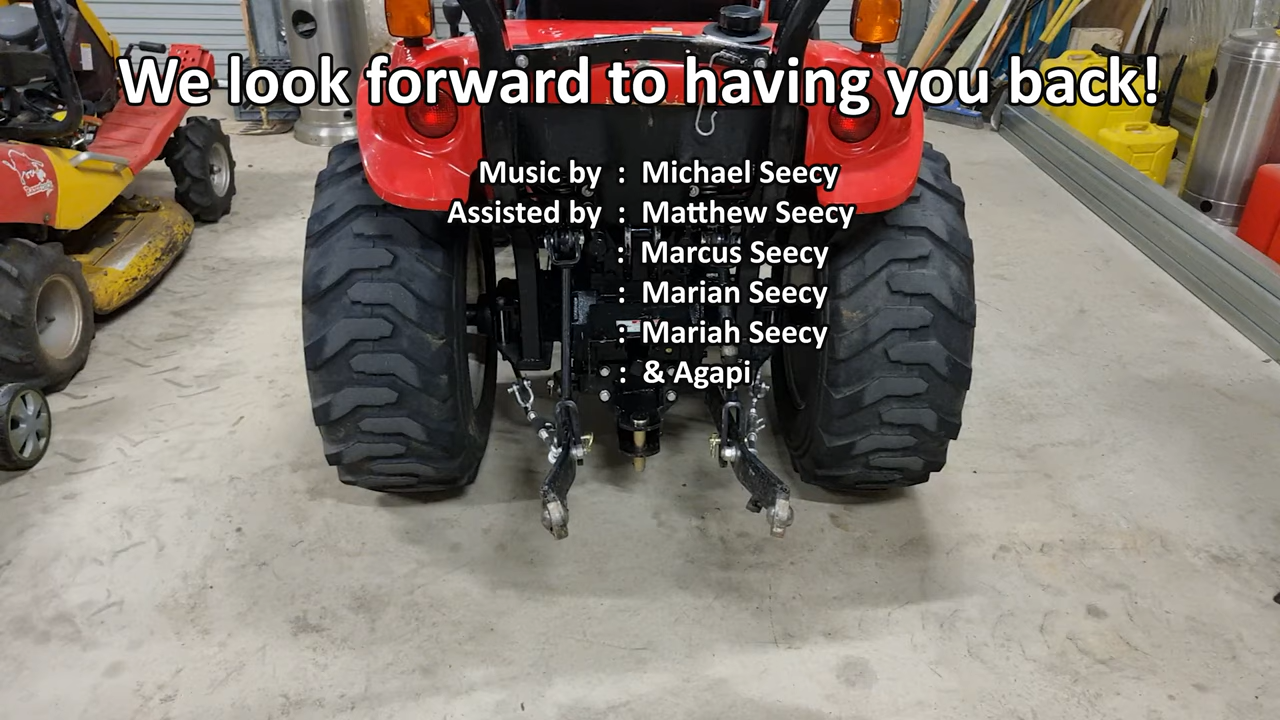 We look forward to having you back!
Music by : Michael Seecy
Assisted by : Matthew Seecy
: Marcus Seecy
: Marian Seecy
: Mariah Seecy
: & Agapi